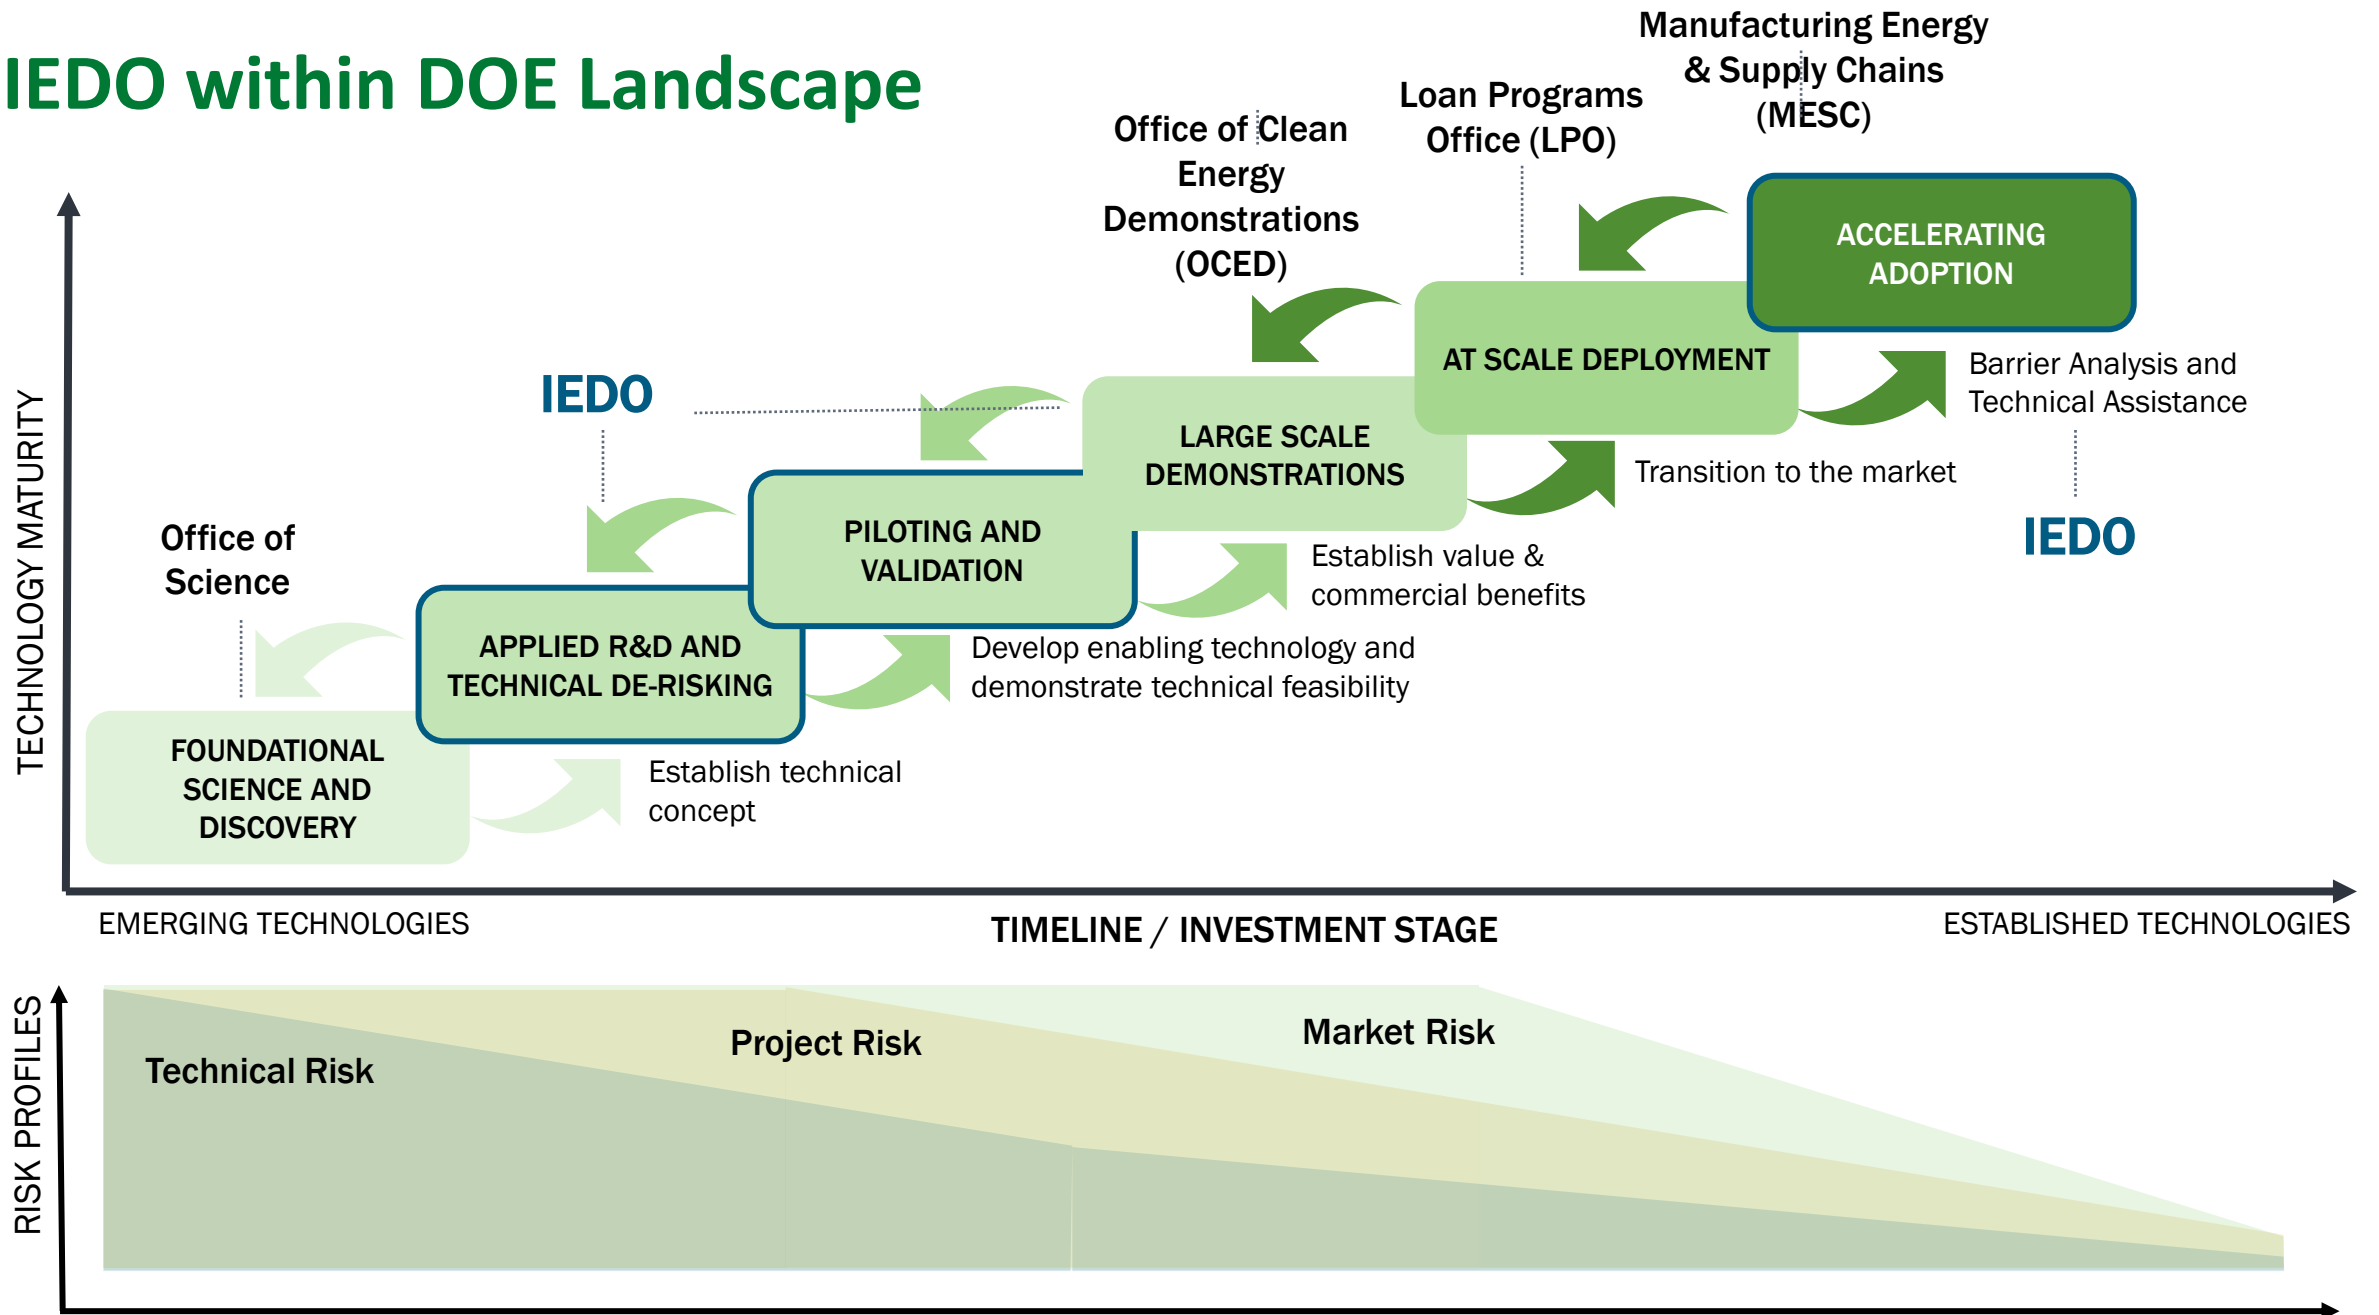 IEDO within DOE Landscape
Manufacturing Energy
& Supply Chains
(MESC)
Loan Programs
Office (LPO)
Office of Clean
Energy
Demonstrations
(OCED)
IEDO
Office of
Science
TECHNOLOGY MATURITY
ACCELERATING
ADOPTION
Barrier Analysis and
Technical Assistance
IEDO
AT SCALE DEPLOYMENT
Transition to the market
LARGE SCALE
DEMONSTRATIONS
Establish value &
commercial benefits
PILOTING AND
VALIDATION
Develop enabling technology and
demonstrate technical feasibility
APPLIED R&D AND
TECHNICAL DE-RISKING
Establish technical
concept
FOUNDATIONAL
SCIENCE AND
DISCOVERY
EMERGING TECHNOLOGIES
TIMELINE / INVESTMENT STAGE
ESTABLISHED TECHNOLOGIES
RISK PROFILES
Technical Risk
Project Risk
Market Risk